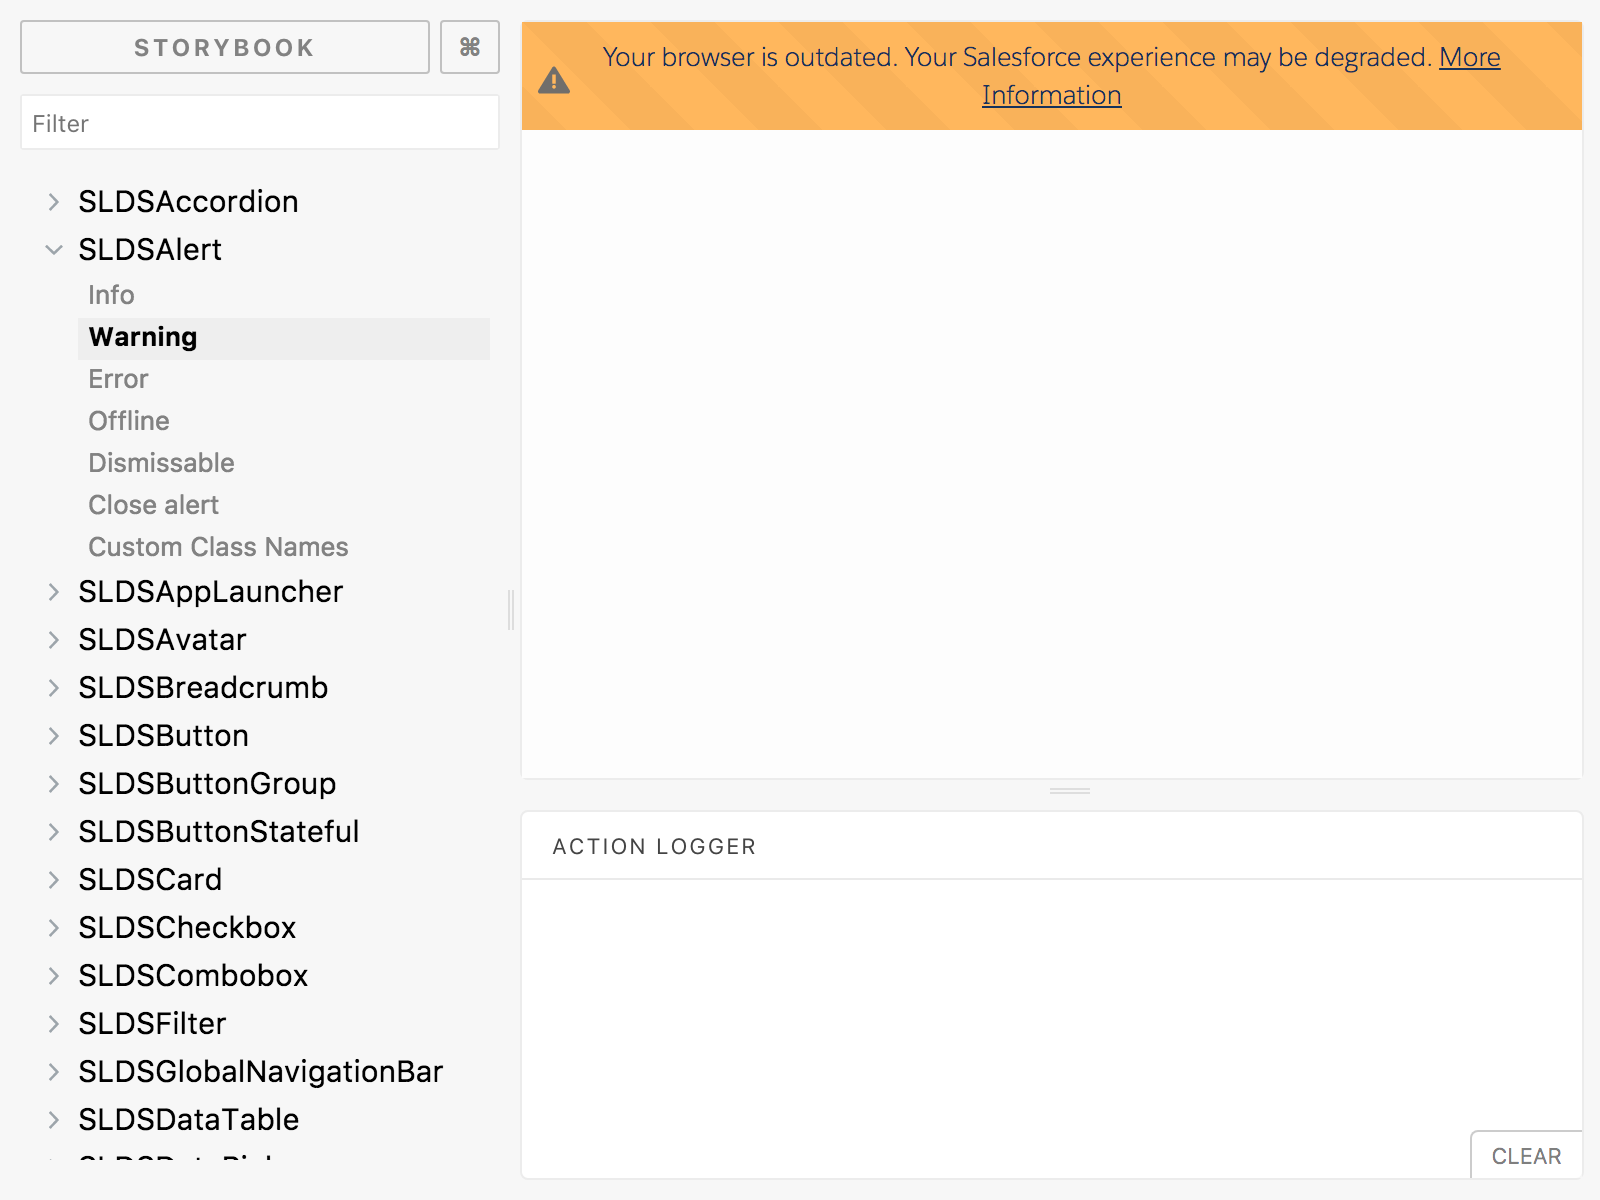 STORYBOOK
⌘
Filter
SLDSAccordion
SLDSAlert
Info
Warning
Error
Offline
Dismissable
Close alert
Custom Class Names
SLDSAppLauncher
SLDSAvatar
SLDSBreadcrumb
SLDSButton
SLDSButtonGroup
SLDSButtonStateful
SLDSCard
SLDSCheckbox
SLDSCombobox
SLDSFilter
SLDSGlobalNavigationBar
SLDSDataTable
Your browser is outdated. Your Salesforce experience may be degraded. More
Information
ACTION LOGGER
CLEAR